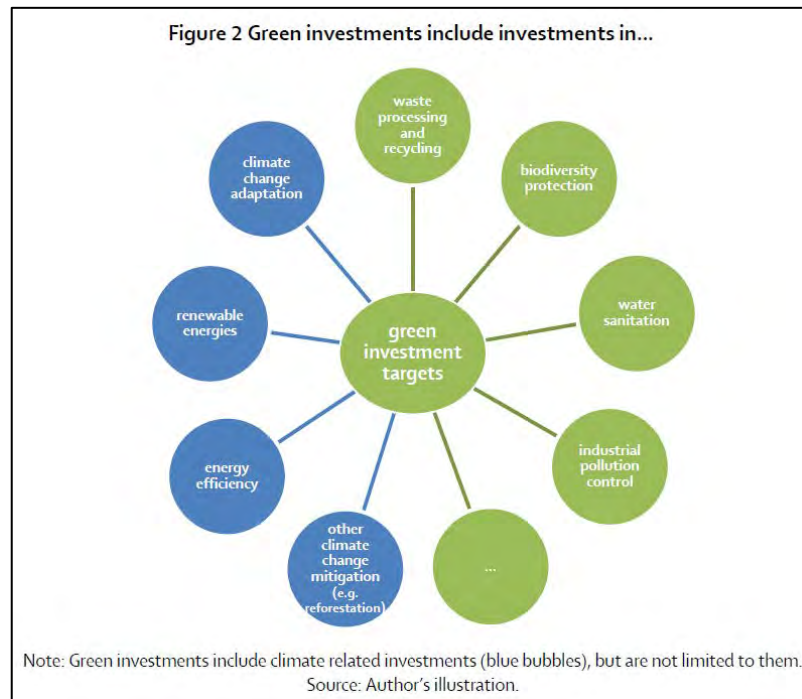 Figure 2 Green investments include investments in...
waste
processing
and
recycling
biodiversity
protection
water
sanitation
industrial
pollution
control
...
other
climate
change
mitigation
(e.g.
reforestation)
energy
efficiency
renewable
energies
climate
change
adaptation
green
investment
targets
Note: Green investments include climate related investments (blue bubbles), but are not limited to them.
Source: Author's illustration.